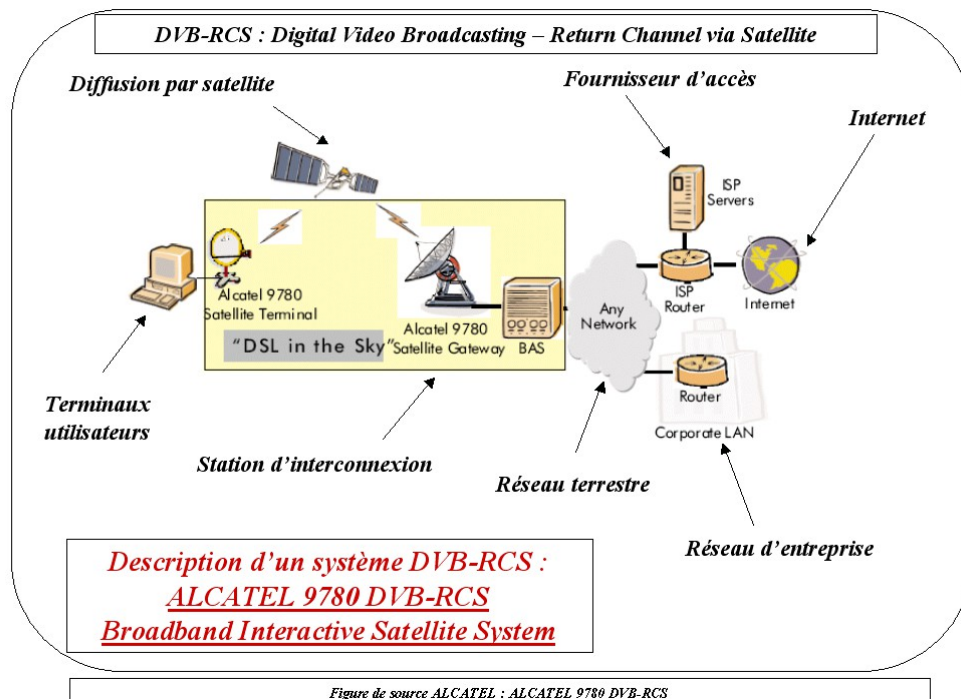 DVB-RCS : Digital Video Broadcasting – Return Channel via Satellite
Diffusion par satellite
Fournisseur d’accès
Internet
ISP
Servers
Alcatel 9780
Satellite Terminal
“DSL in the Sky”
Alcatel 9780
Satellite Gateway
BAS
Any
Network
ISP
Router
Internet
Router
Corporate LAN
Terminaux
utilisateurs
Station d’interconnexion
Réseau terrestre
Réseau d’entreprise
Description d’un système DVB-RCS :
ALCATEL 9780 DVB-RCS
Broadband Interactive Satellite System
Figure de source ALCATEL : ALCATEL 9780 DVB-RCS